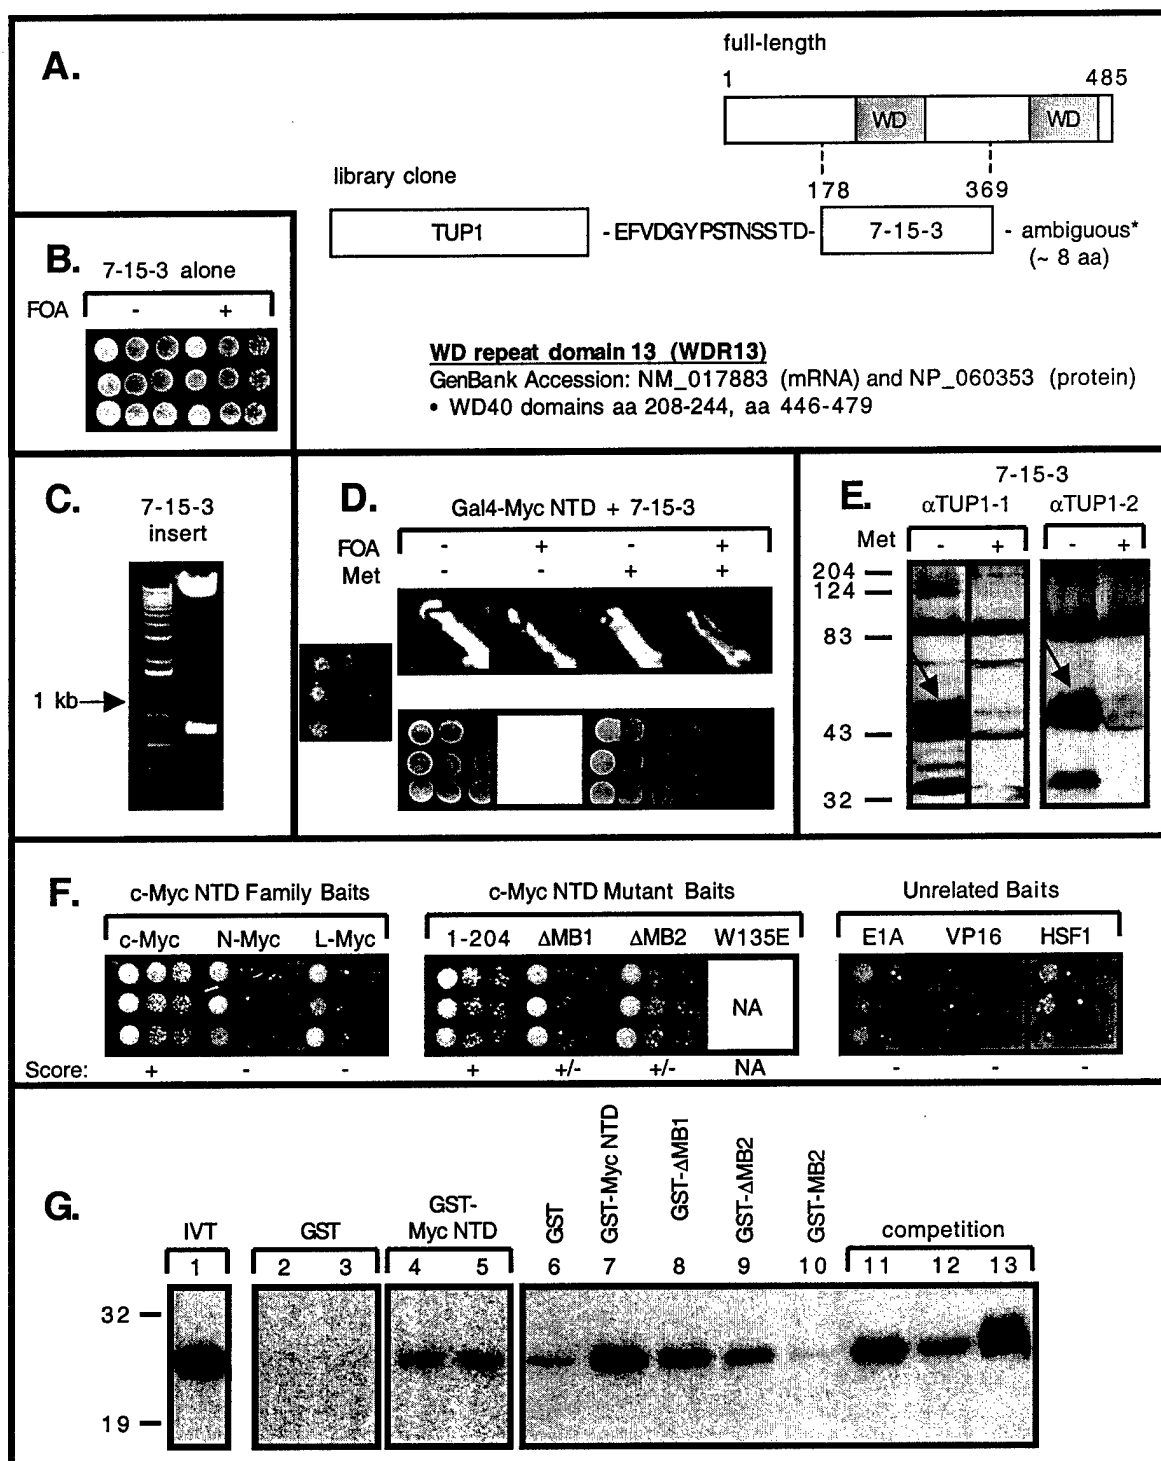 A.
full-length
1 485
WD WD
178 369
library clone
TUP1 -EFVDGYPSTNSSTD- 7-15-3 - ambiguous*
(~ 8 aa)
WD repeat domain 13 (WDR13)
GenBank Accession: NM_017883 (mRNA) and NP_060353 (protein)
• WD40 domains aa 208-244, aa 446-479
B.
7-15-3 alone
FOA - +
C.
7-15-3
insert
1 kb
D.
Gal4-Myc NTD + 7-15-3
FOA - + - +
Met - - + +
E.
7-15-3
αTUP1-1 αTUP1-2
Met - + - +
204
124
83
43
32
F.
c-Myc NTD Family Baits c-Myc NTD Mutant Baits Unrelated Baits
c-Myc N-Myc L-Myc 1-204 ΔMB1 ΔMB2 W135E E1A VP16 HSF1
NA
Score: + - - + +/- +/- NA - - -
G.
IVT GST GST-
Myc NTD GST GST-Myc NTD GST-ΔMB1 GST-ΔMB2 GST-MB2 competition
1 2 3 4 5 6 7 8 9 10 11 12 13
32
19